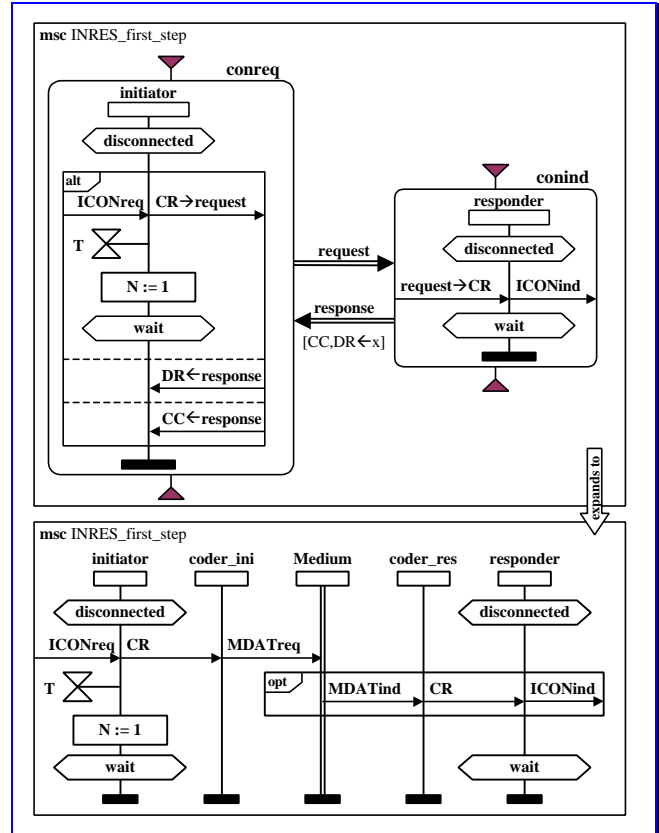 msc INRES_first_step
conreq
initiator
disconnected
alt
ICONreq CR→request
T
N := 1
wait
DR←response
CC←response
request
response
[CC,DR←x]
conind
responder
disconnected
request→CR ICONind
wait
expands to
msc INRES_first_step
initiator coder_ini Medium coder_res responder
disconnected disconnected
ICONreq CR MDATreq
T
opt MDATind CR ICONind
N := 1
wait wait